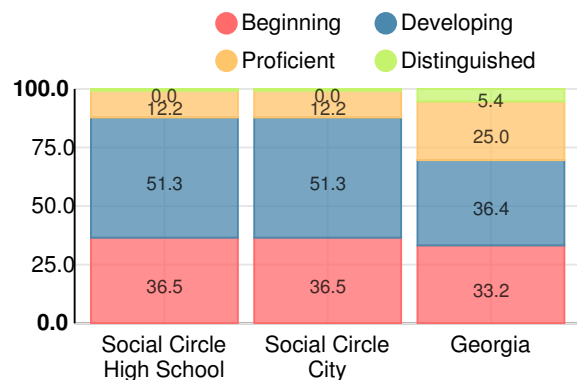 Beginning Developing
Proficient Distinguished
100.0
75.0
50.0
25.0
0.0
0.0
12.2
51.3
36.5
0.0
12.2
51.3
36.5
5.4
25.0
36.4
33.2
Social Circle
High School
Social Circle
City
Georgia